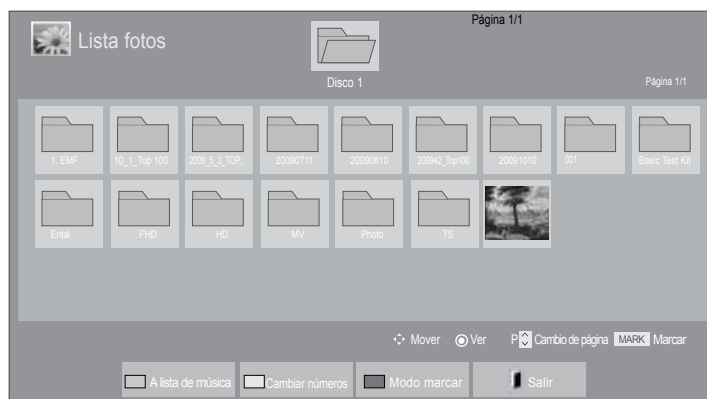 Página 1/1
Lista fotos
Disco 1
Página 1/1
1. EMF
10_1_Top 100
2009_5_3_TOP...
20090711
20090810
200942_Top100
20091010
001
Basic Test Kit
Ental
FHD
HD
MV
Photo
TS
Mover Ver P Cambio de página MARK Marcar
A lista de música Cambiar números Modo marcar Salir